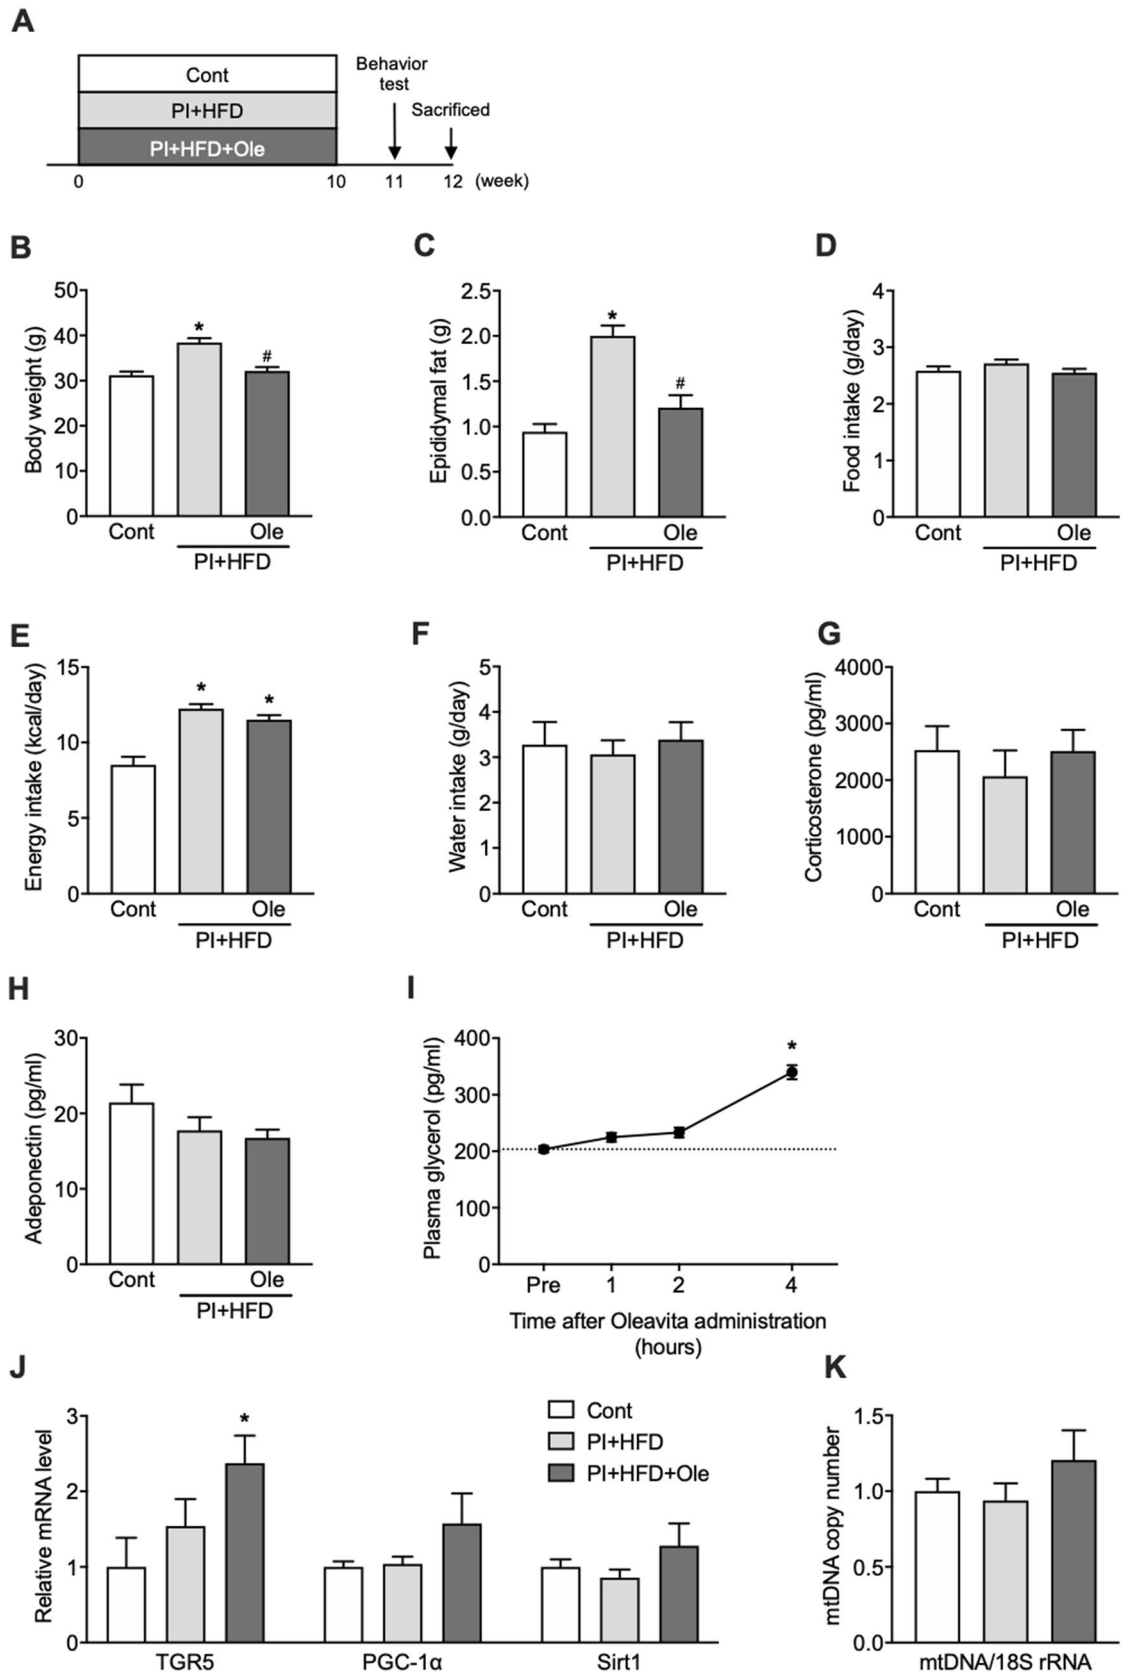 A
Cont
PI+HFD
PI+HFD+Ole
Behavior
test
Sacrificed
0 10 11 12 (week)
B
Body weight (g)
50
40
30
20
10
0
*
#
Cont Ole
PI+HFD
C
Epididymal fat (g)
2.5
2.0
1.5
1.0
0.5
0.0
*
#
Cont Ole
PI+HFD
D
Food intake (g/day)
4
3
2
1
0
Cont Ole
PI+HFD
E
Energy intake (kcal/day)
15
10
5
0
*
*
Cont Ole
PI+HFD
F
Water intake (g/day)
5
4
3
2
1
0
Cont Ole
PI+HFD
G
Corticosterone (pg/ml)
4000
3000
2000
1000
0
Cont Ole
PI+HFD
H
Adeponectin (pg/ml)
30
20
10
0
Cont Ole
PI+HFD
I
Plasma glycerol (pg/ml)
400
300
200
100
0
*
Pre 1 2 4
Time after Oleavita administration
(hours)
J
Relative mRNA level
3
2
1
0
*
TGR5 PGC-1α Sirt1
Cont
PI+HFD
PI+HFD+Ole
K
mtDNA copy number
1.5
1.0
0.5
0.0
mtDNA/18S rRNA